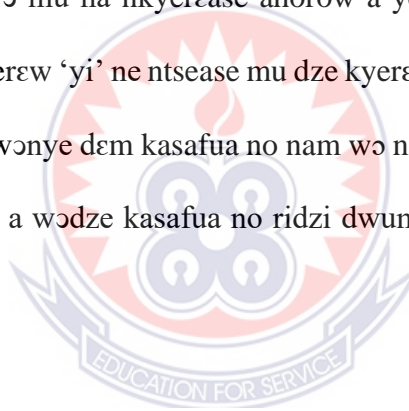 mu na nkyerɛase ahorow a y
erɛw ‘yi’ ne ntsease mu dze kyerɛ
wɔnye dɛm kasafua no nam wɔ n
a wɔdze kasafua no ridzi dwum
EDUCATION FOR SERVICE